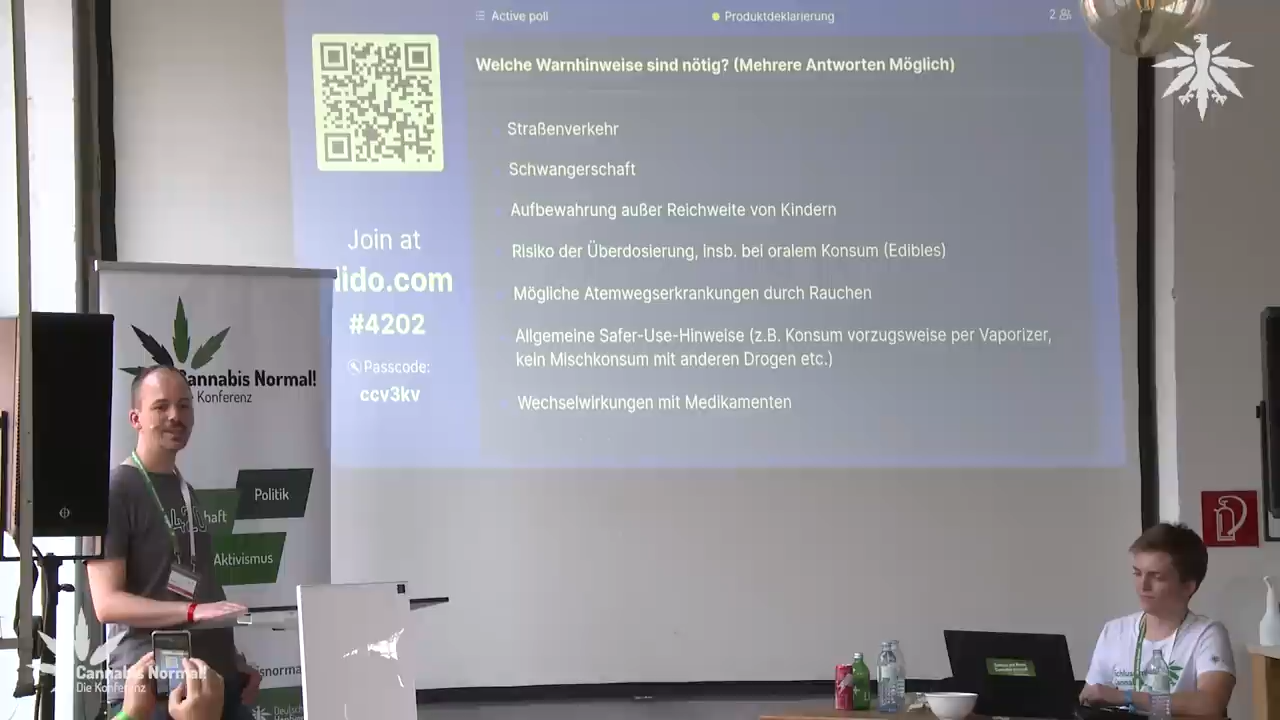 Active poll
Produktdeklarierung
2
Welche Warnhinweise sind nötig? (Mehrere Antworten Möglich)
Straßenverkehr
Schwangerschaft
Aufbewahrung außer Reichweite von Kindern
Risiko der Überdosierung, insb. bei oralem Konsum (Edibles)
Mögliche Atemwegserkrankungen durch Rauchen
Allgemeine Safer-Use-Hinweise (z.B. Konsum vorzugsweise per Vaporizer,
kein Mischkonsum mit anderen Drogen etc.)
Wechselwirkungen mit Medikamenten
Join at
lido.com
#4202
Passcode:
ccv3kv
Cannabis Normal!
Konferenz
Politik
haft
Aktivismus
420
Cannabis Normal!
Die Konferenz
isnorma